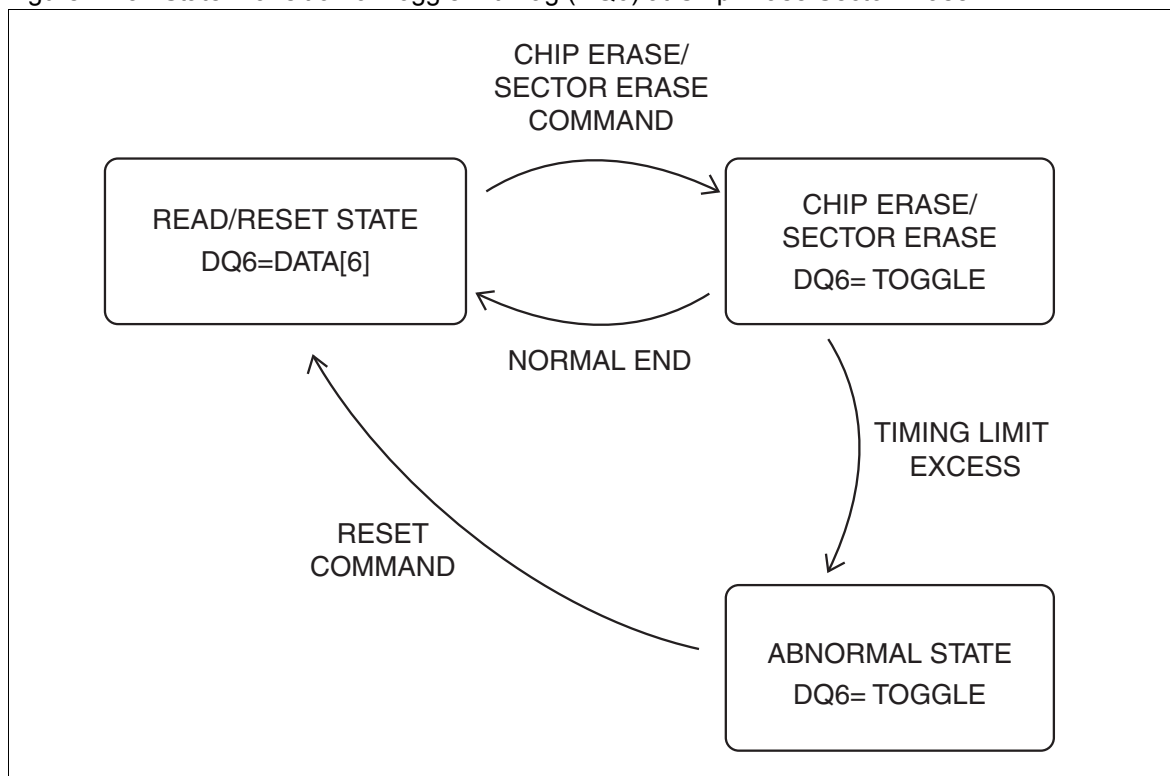 CHIP ERASE/
SECTOR ERASE
COMMAND
READ/RESET STATE
DQ6=DATA[6]
CHIP ERASE/
SECTOR ERASE
DQ6= TOGGLE
NORMAL END
TIMING LIMIT
EXCESS
RESET
COMMAND
ABNORMAL STATE
DQ6= TOGGLE